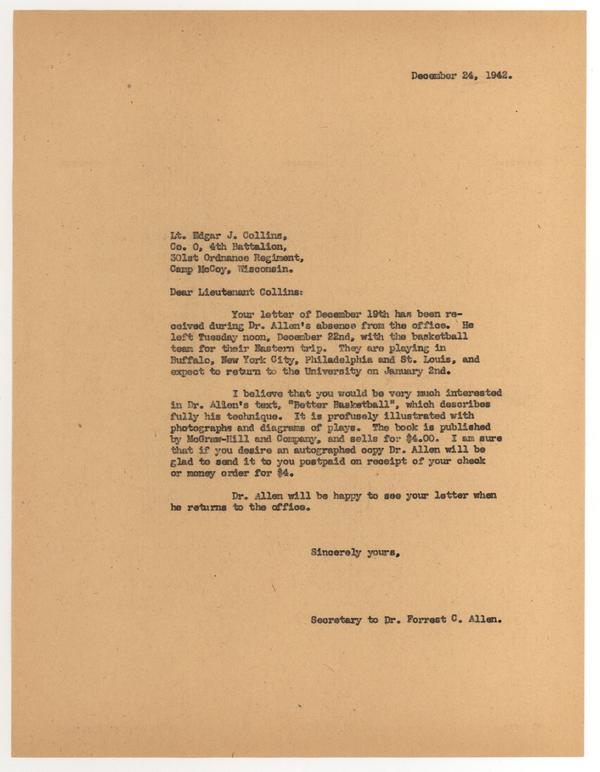 December 24, 1942.
Lt. Edgar J. Collins,
Co. O, 4th Battalion,
301st Ordnance Regiment,
Camp McCoy, Wisconsin.
Dear Lieutenant Collins:
Your letter of December 19th has been re-
ceived during Dr. Allen's absence from the office. He
left Tuesday noon, December 22nd, with the basketball
team for their Eastern trip. They are playing in
Buffalo, New York City, Philadelphia and St. Louis, and
expect to return to the University on January 2nd.
I believe that you would be very much interested
in Dr. Allen's text, "Better Basketball", which describes
fully his technique. It is profusely illustrated with
photographs and diagrams of plays. The book is published
by McGraw-Hill and Company, and sells for $4.00. I am sure
that if you desire an autographed copy Dr. Allen will be
glad to send it to you postpaid on receipt of your check
or money order for $4.
Dr. Allen will be happy to see your letter when
he returns to the office.
Sincerely yours,
Secretary to Dr. Forrest C. Allen.